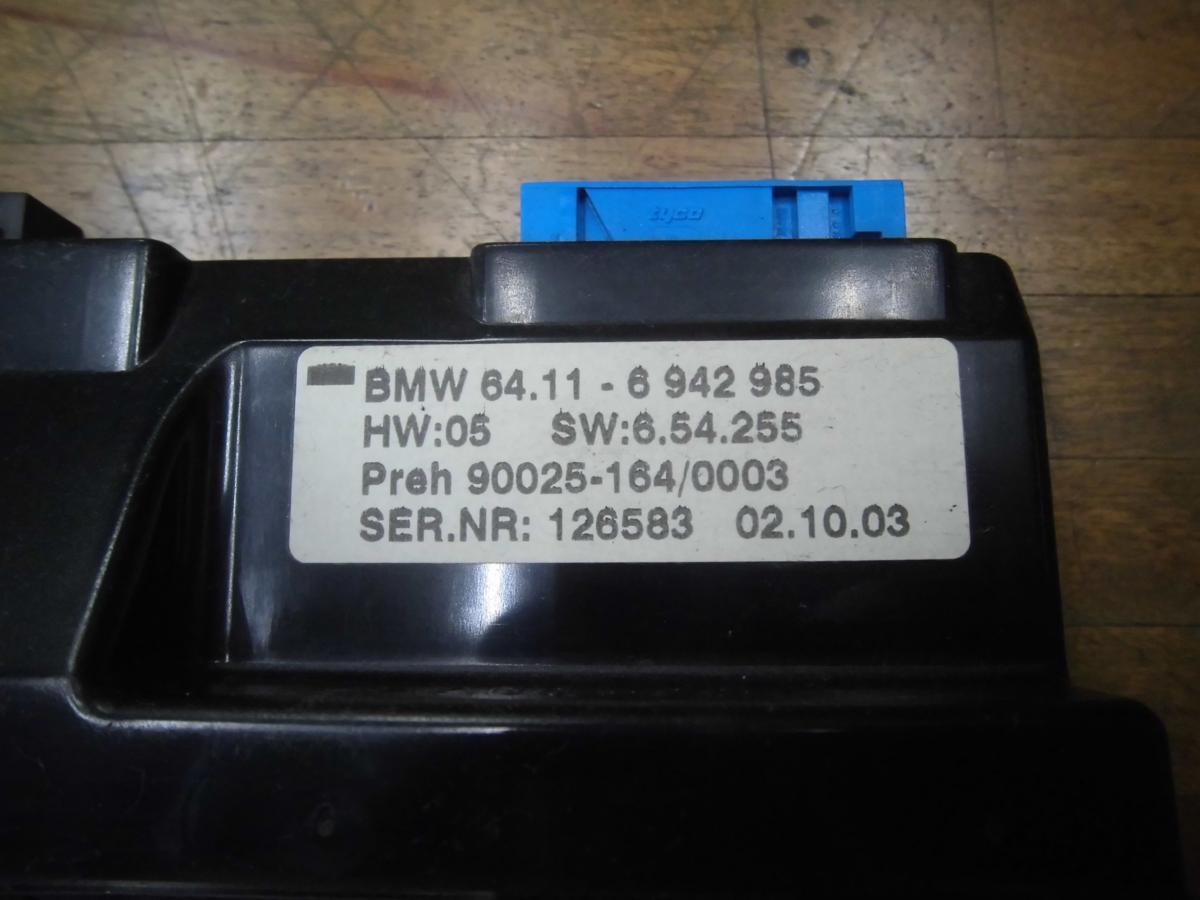 tyco
BMW 64.11 - 6 942 985
HW:05 SW:6.54.255
Preh 90025-164/0003
SER.NR: 126583 02.10.03